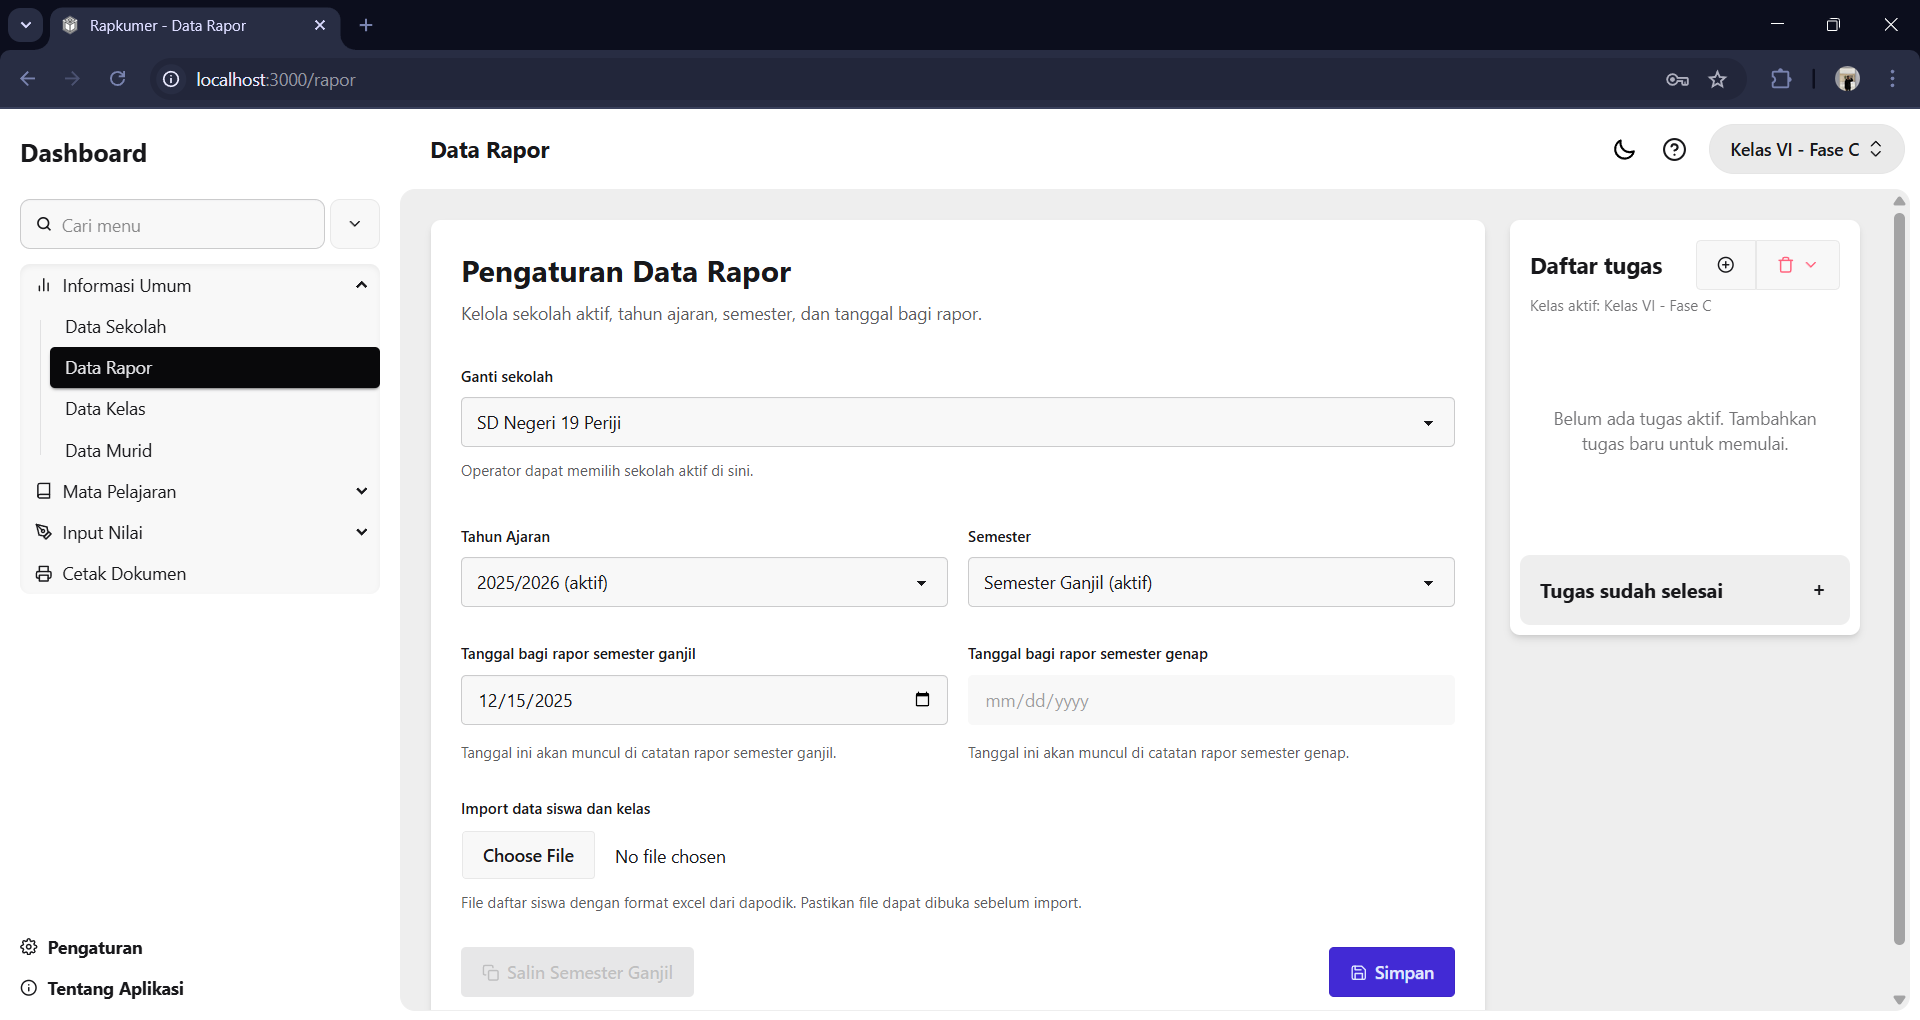 Rapkumer - Data Rapor
localhost:3000/rapor
Dashboard
Data Rapor
Kelas VI - Fase C
Cari menu
Informasi Umum
Data Sekolah
Data Rapor
Data Kelas
Data Murid
Mata Pelajaran
Input Nilai
Cetak Dokumen
Pengaturan
Tentang Aplikasi
Pengaturan Data Rapor
Kelola sekolah aktif, tahun ajaran, semester, dan tanggal bagi rapor.
Ganti sekolah
SD Negeri 19 Periji
Operator dapat memilih sekolah aktif di sini.
Tahun Ajaran
2025/2026 (aktif)
Semester
Semester Ganjil (aktif)
Tanggal bagi rapor semester ganjil
12/15/2025
Tanggal ini akan muncul di catatan rapor semester ganjil.
Tanggal bagi rapor semester genap
mm/dd/yyyy
Tanggal ini akan muncul di catatan rapor semester genap.
Import data siswa dan kelas
Choose File No file chosen
File daftar siswa dengan format excel dari dapodik. Pastikan file dapat dibuka sebelum import.
Salin Semester Ganjil
Simpan
Daftar tugas
Kelas aktif: Kelas VI - Fase C
Belum ada tugas aktif. Tambahkan
tugas baru untuk memulai.
Tugas sudah selesai +